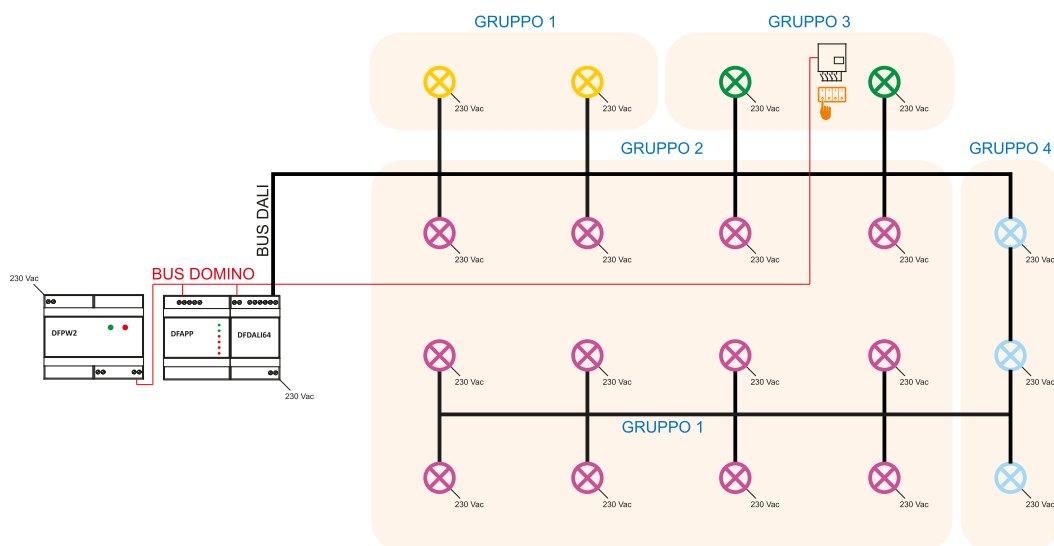 GRUPPO 1
GRUPPO 3
230 Vac
230 Vac
230 Vac
230 Vac
GRUPPO 2
GRUPPO 4
BUS DALI
230 Vac
230 Vac
230 Vac
230 Vac
230 Vac
BUS DOMINO
230 Vac
DFPW2
DFAPP
DFDALI64
230 Vac
230 Vac
230 Vac
230 Vac
230 Vac
230 Vac
GRUPPO 1
230 Vac
230 Vac
230 Vac
230 Vac
230 Vac